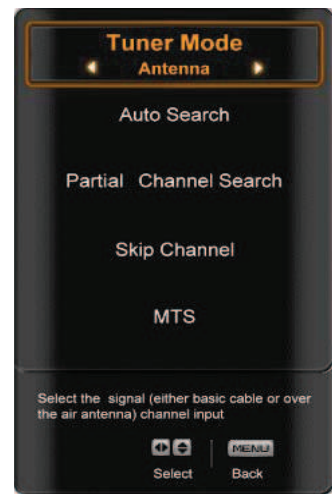 Tuner Mode
Antenna
Auto Search
Partial Channel Search
Skip Channel
MTS
Select the signal (either basic cable or over
the air antenna) channel input
MENU
Select Back